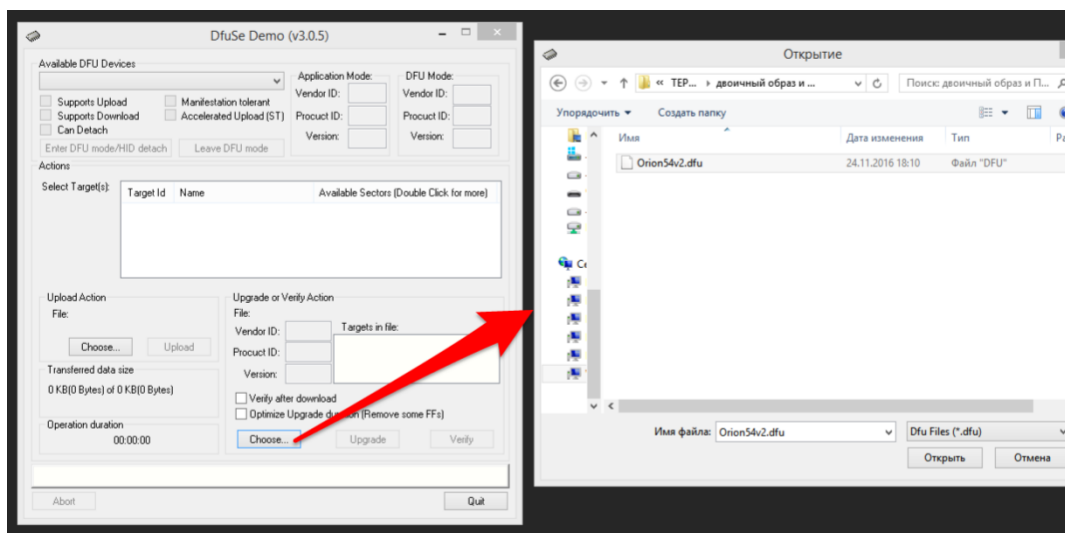 DfuSe Demo (v3.0.5)
Available DFU Devices
Supports Upload
Manifestation tolerant
Supports Download
Accelerated Upload (ST)
Can Detach
Enter DFU mode/HID detach
Leave DFU mode
Application Mode:
Vendor ID:
Procuct ID:
Version:
DFU Mode:
Vendor ID:
Procuct ID:
Version:
Actions
Select Target(s):
Target Id
Name
Available Sectors (Double Click for more)
Upload Action
File:
Choose...
Upload
Transferred data size
0 KB(0 Bytes) of 0 KB(0 Bytes)
Operation duration
00:00:00
Upgrade or Verify Action
File:
Vendor ID:
Procuct ID:
Version:
Targets in file:
Verify after download
Optimize Upgrade duration (Remove some FFs)
Choose...
Upgrade
Verify
Abort
Quit
Открытие
« ТЕР... ▸ двоичный образ и ...
Поиск: двоичный образ и П...
Упорядочить
Создать папку
Имя
Дата изменения
Тип
Ра
Orion54v2.dfu
24.11.2016 18:10
Файл "DFU"
Се
Имя файла:
Orion54v2.dfu
Dfu Files (*.dfu)
Открыть
Отмена